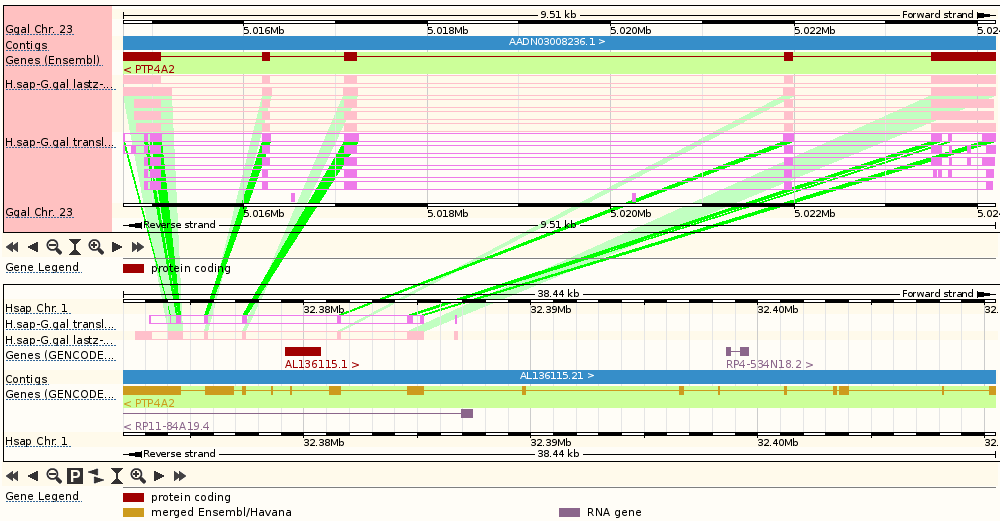 9.51 kb Forward strand
Ggal Chr. 23 5.016Mb 5.018Mb 5.020Mb 5.022Mb 5.024
Contigs AADN03008236.1 >
Genes (Ensembl)
< PTP4A2
H.sap-G.gal lastz-...
H.sap-G.gal transl...
Ggal Chr. 23 5.016Mb 5.018Mb 5.020Mb 5.022Mb 5.024
Reverse strand 9.51 kb
Gene Legend protein coding
38.44 kb Forward strand
Hsap Chr. 1 32.38Mb 32.39Mb 32.40Mb 32.
H.sap-G.gal transl...
H.sap-G.gal lastz-...
Genes (GENCODE...
AL136115.1 > RP4-534N18.2 >
Contigs AL136115.21 >
Genes (GENCODE...
< PTP4A2
< RP11-84A19.4
Hsap Chr. 1 32.38Mb 32.39Mb 32.40Mb 32.
Reverse strand 38.44 kb
P
Gene Legend protein coding
merged Ensembl/Havana RNA gene